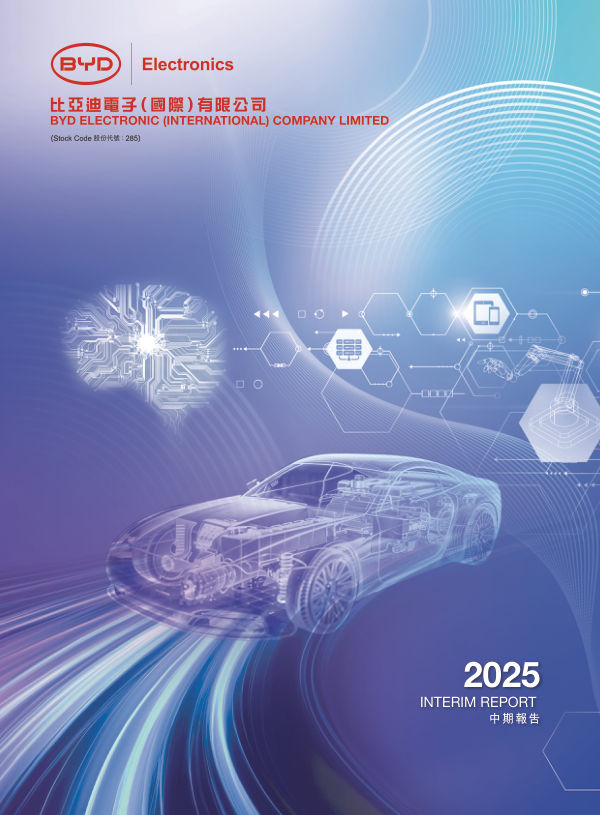 BYD Electronics
比亞迪電子（國際）有限公司
BYD ELECTRONIC (INTERNATIONAL) COMPANY LIMITED
(Stock Code 股份代號：285)
2025
INTERIM REPORT
中期報告